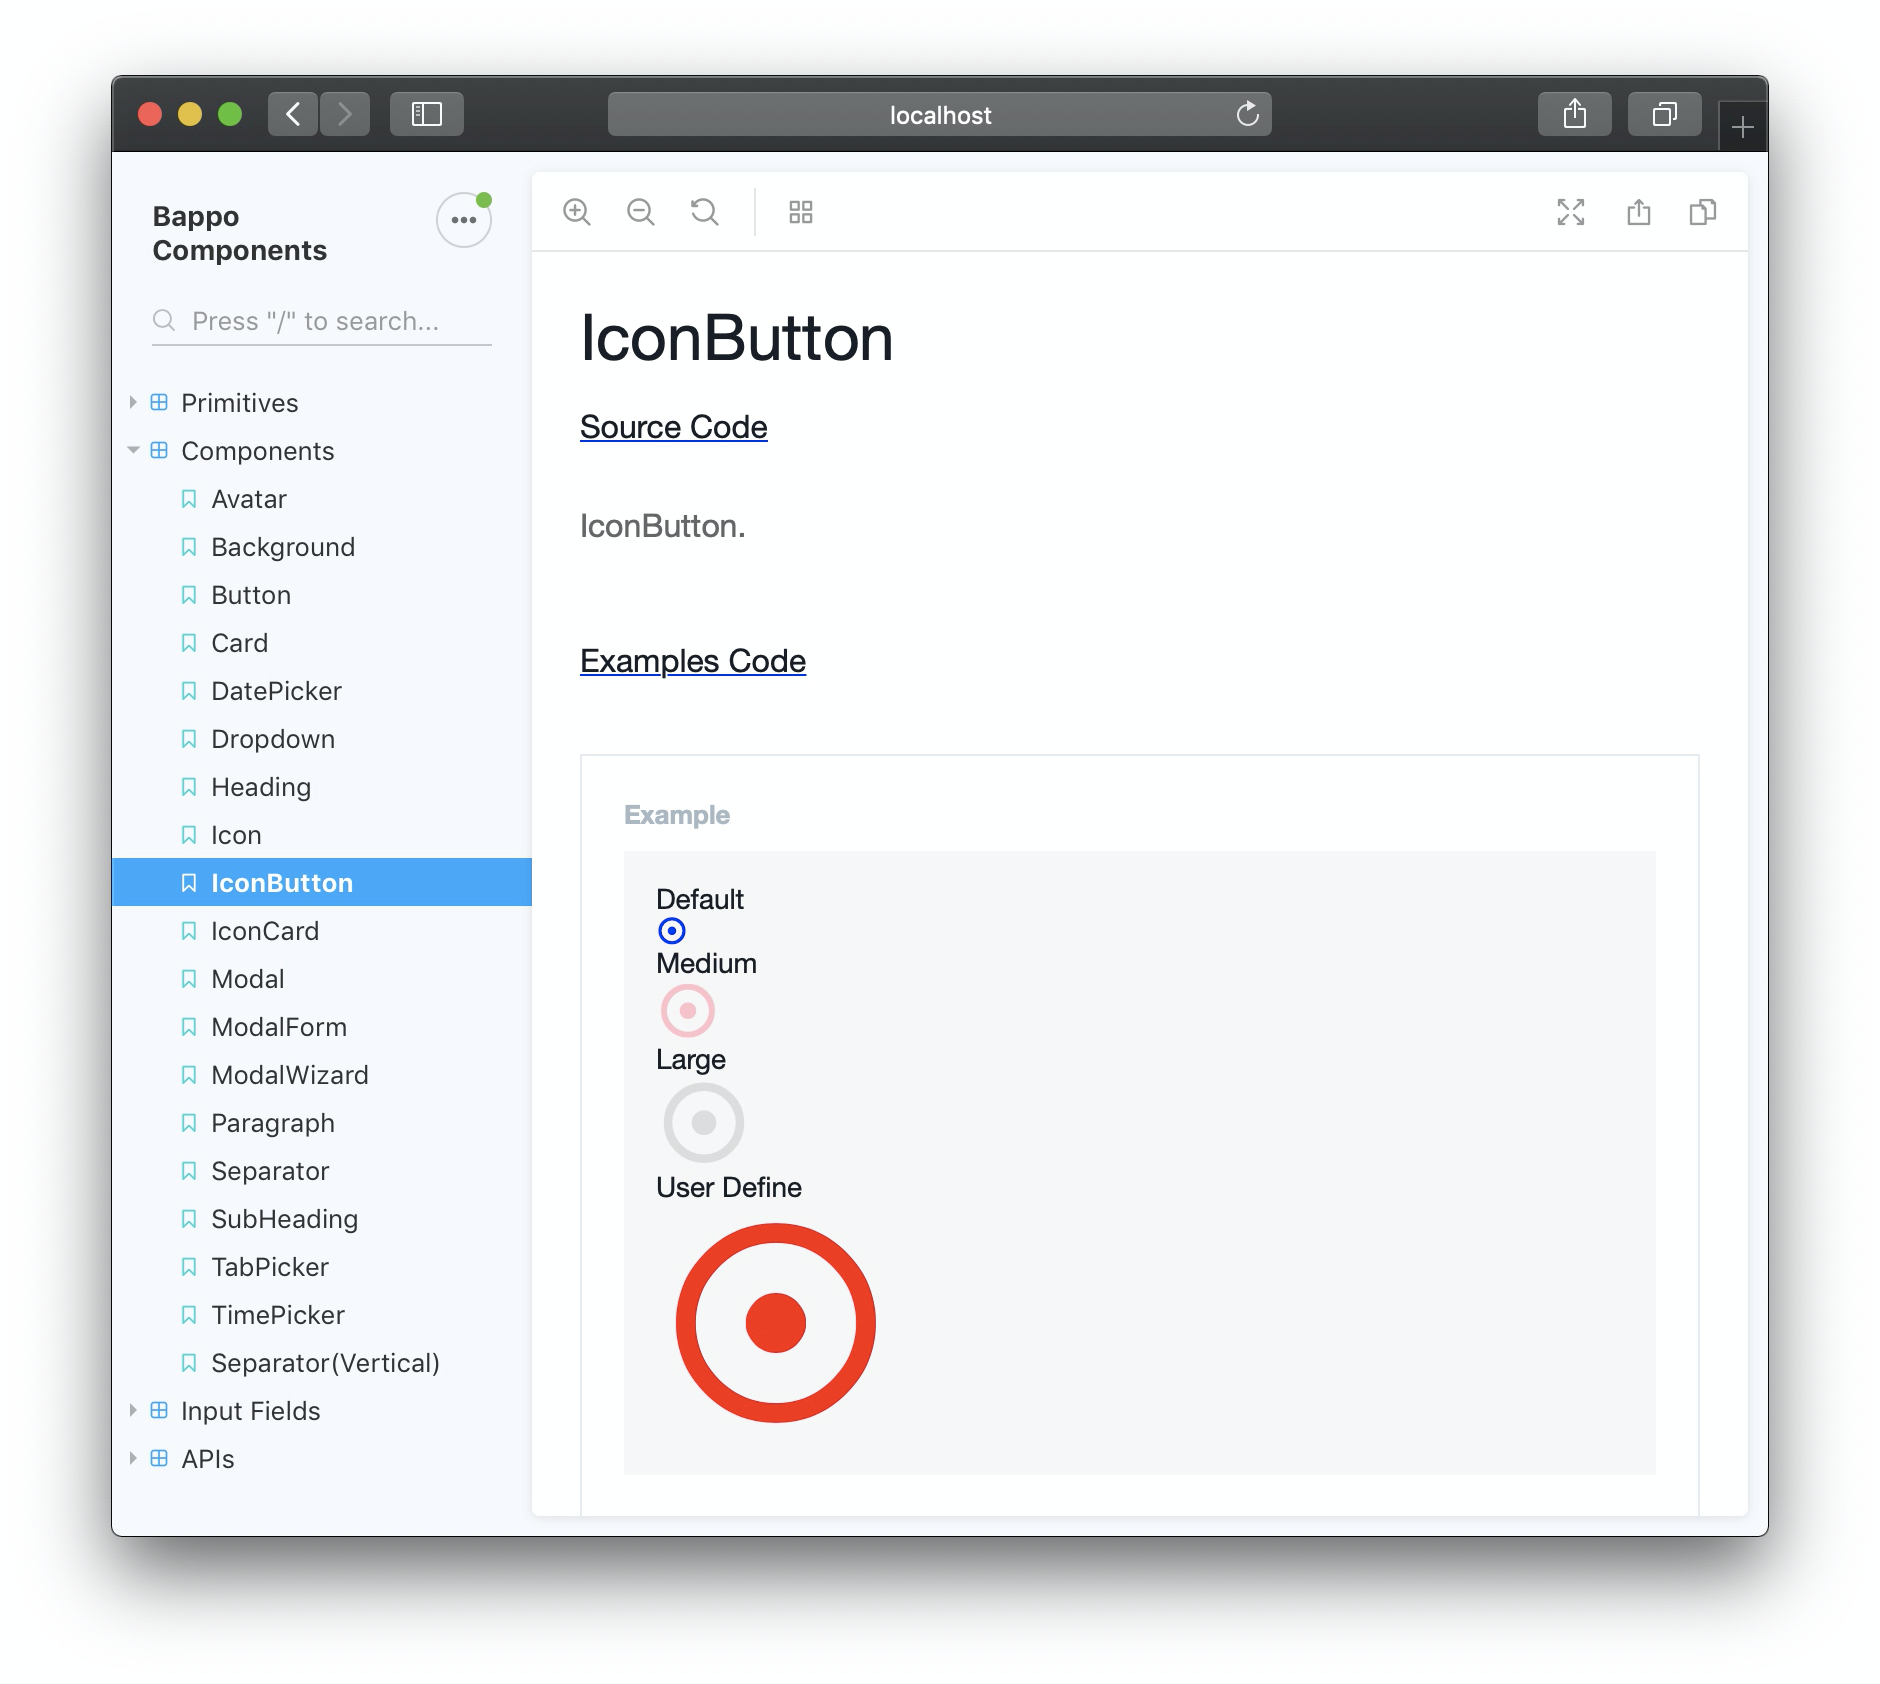 localhost
Bappo
Components
Press "/" to search...
Primitives
Components
Avatar
Background
Button
Card
DatePicker
Dropdown
Heading
Icon
IconButton
IconCard
Modal
ModalForm
ModalWizard
Paragraph
Separator
SubHeading
TabPicker
TimePicker
Separator(Vertical)
Input Fields
APIs
IconButton
Source Code
IconButton.
Examples Code
Example
Default
Medium
Large
User Define